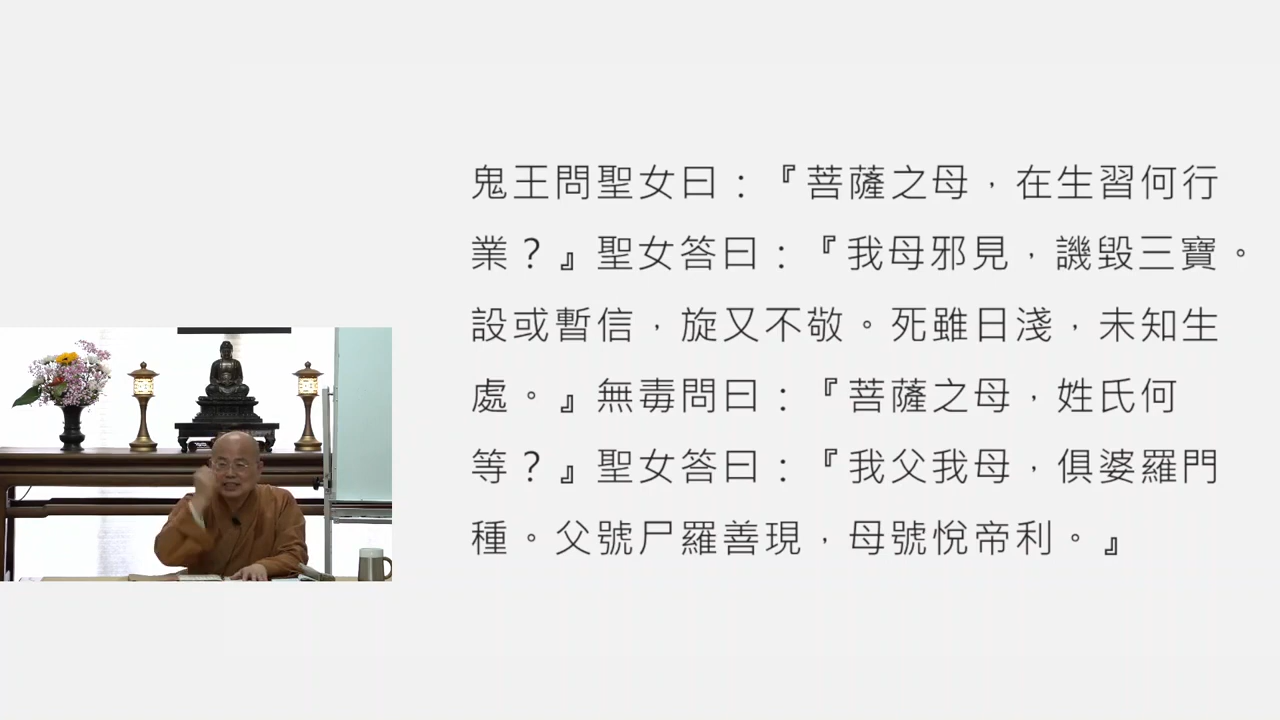 鬼王問聖女曰：『菩薩之母，在生習何行
業？』聖女答曰：『我母邪見，譏毀三寶。
設或暫信，旋又不敬。死雖日淺，未知生
處。』無毒問曰：『菩薩之母，姓氏何
等？』聖女答曰：『我父我母，俱婆羅門
種。父號尸羅善現，母號悅帝利。』